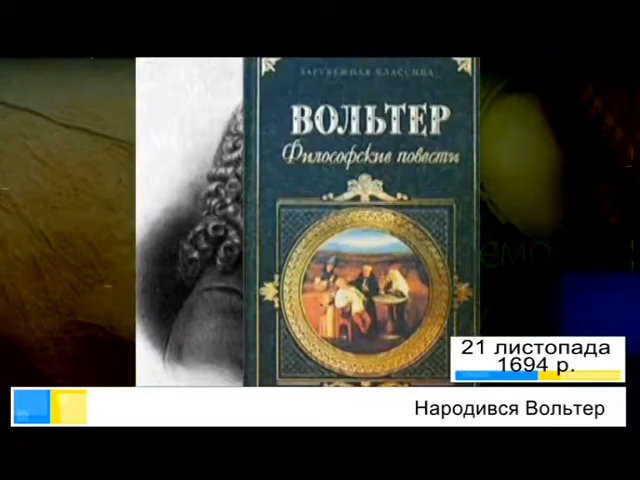 ЗАРУБЕЖНАЯ КЛАССИКА
ВОЛЬТЕР
Философские повести
21 листопада
1694 р.
Народився Вольтер